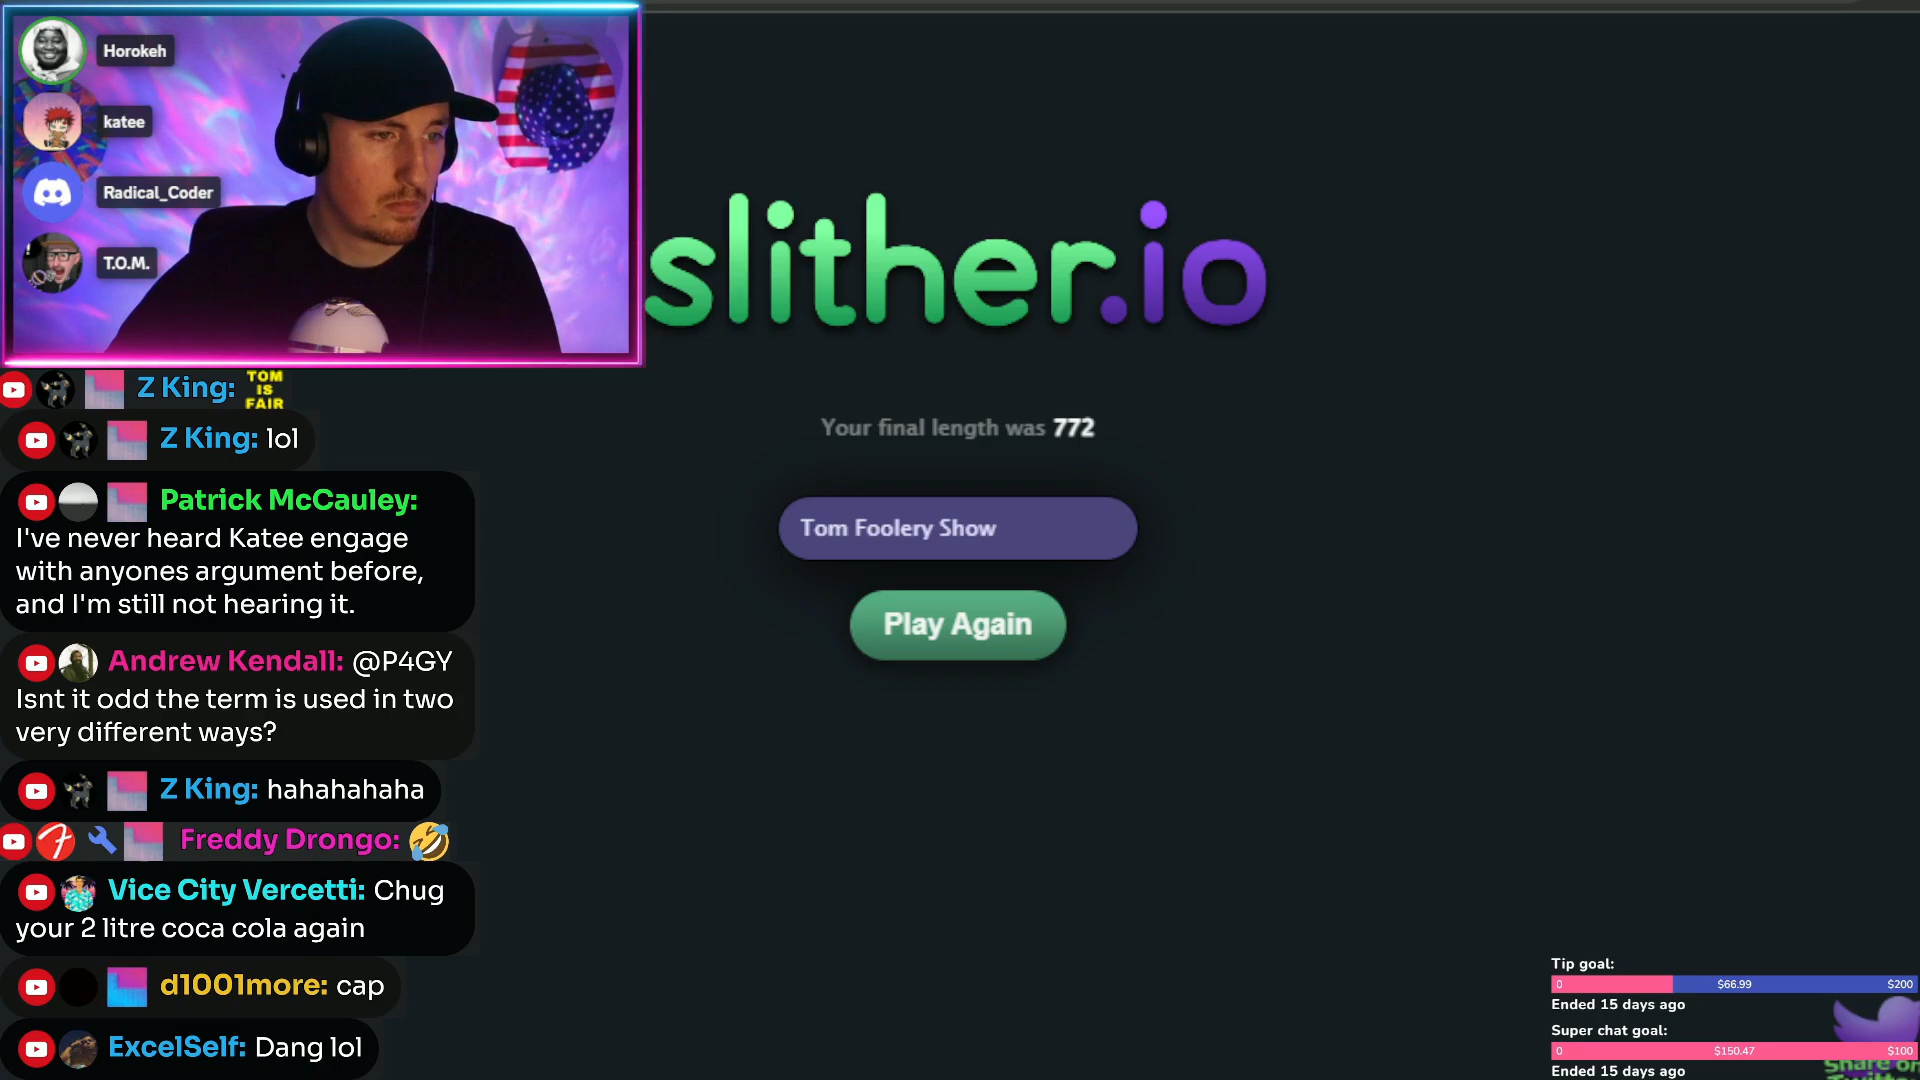 Horokeh
katee
Radical_Coder
T.O.M.
slither.io
Your final length was 772
Tom Foolery Show
Play Again
Z King: TOM
IS
FAIR
Z King: lol
Patrick McCauley:
I've never heard Katee engage
with anyones argument before,
and I'm still not hearing it.
Andrew Kendall: @P4GY
Isnt it odd the term is used in two
very different ways?
Z King: hahahahaha
Freddy Drongo: 🤣
Vice City Vercetti: Chug
your 2 litre coca cola again
d1001more: cap
ExcelSelf: Dang lol
Tip goal:
0 $66.99 $200
Ended 15 days ago
Super chat goal:
0 $150.47 $100
Ended 15 days ago
Share on